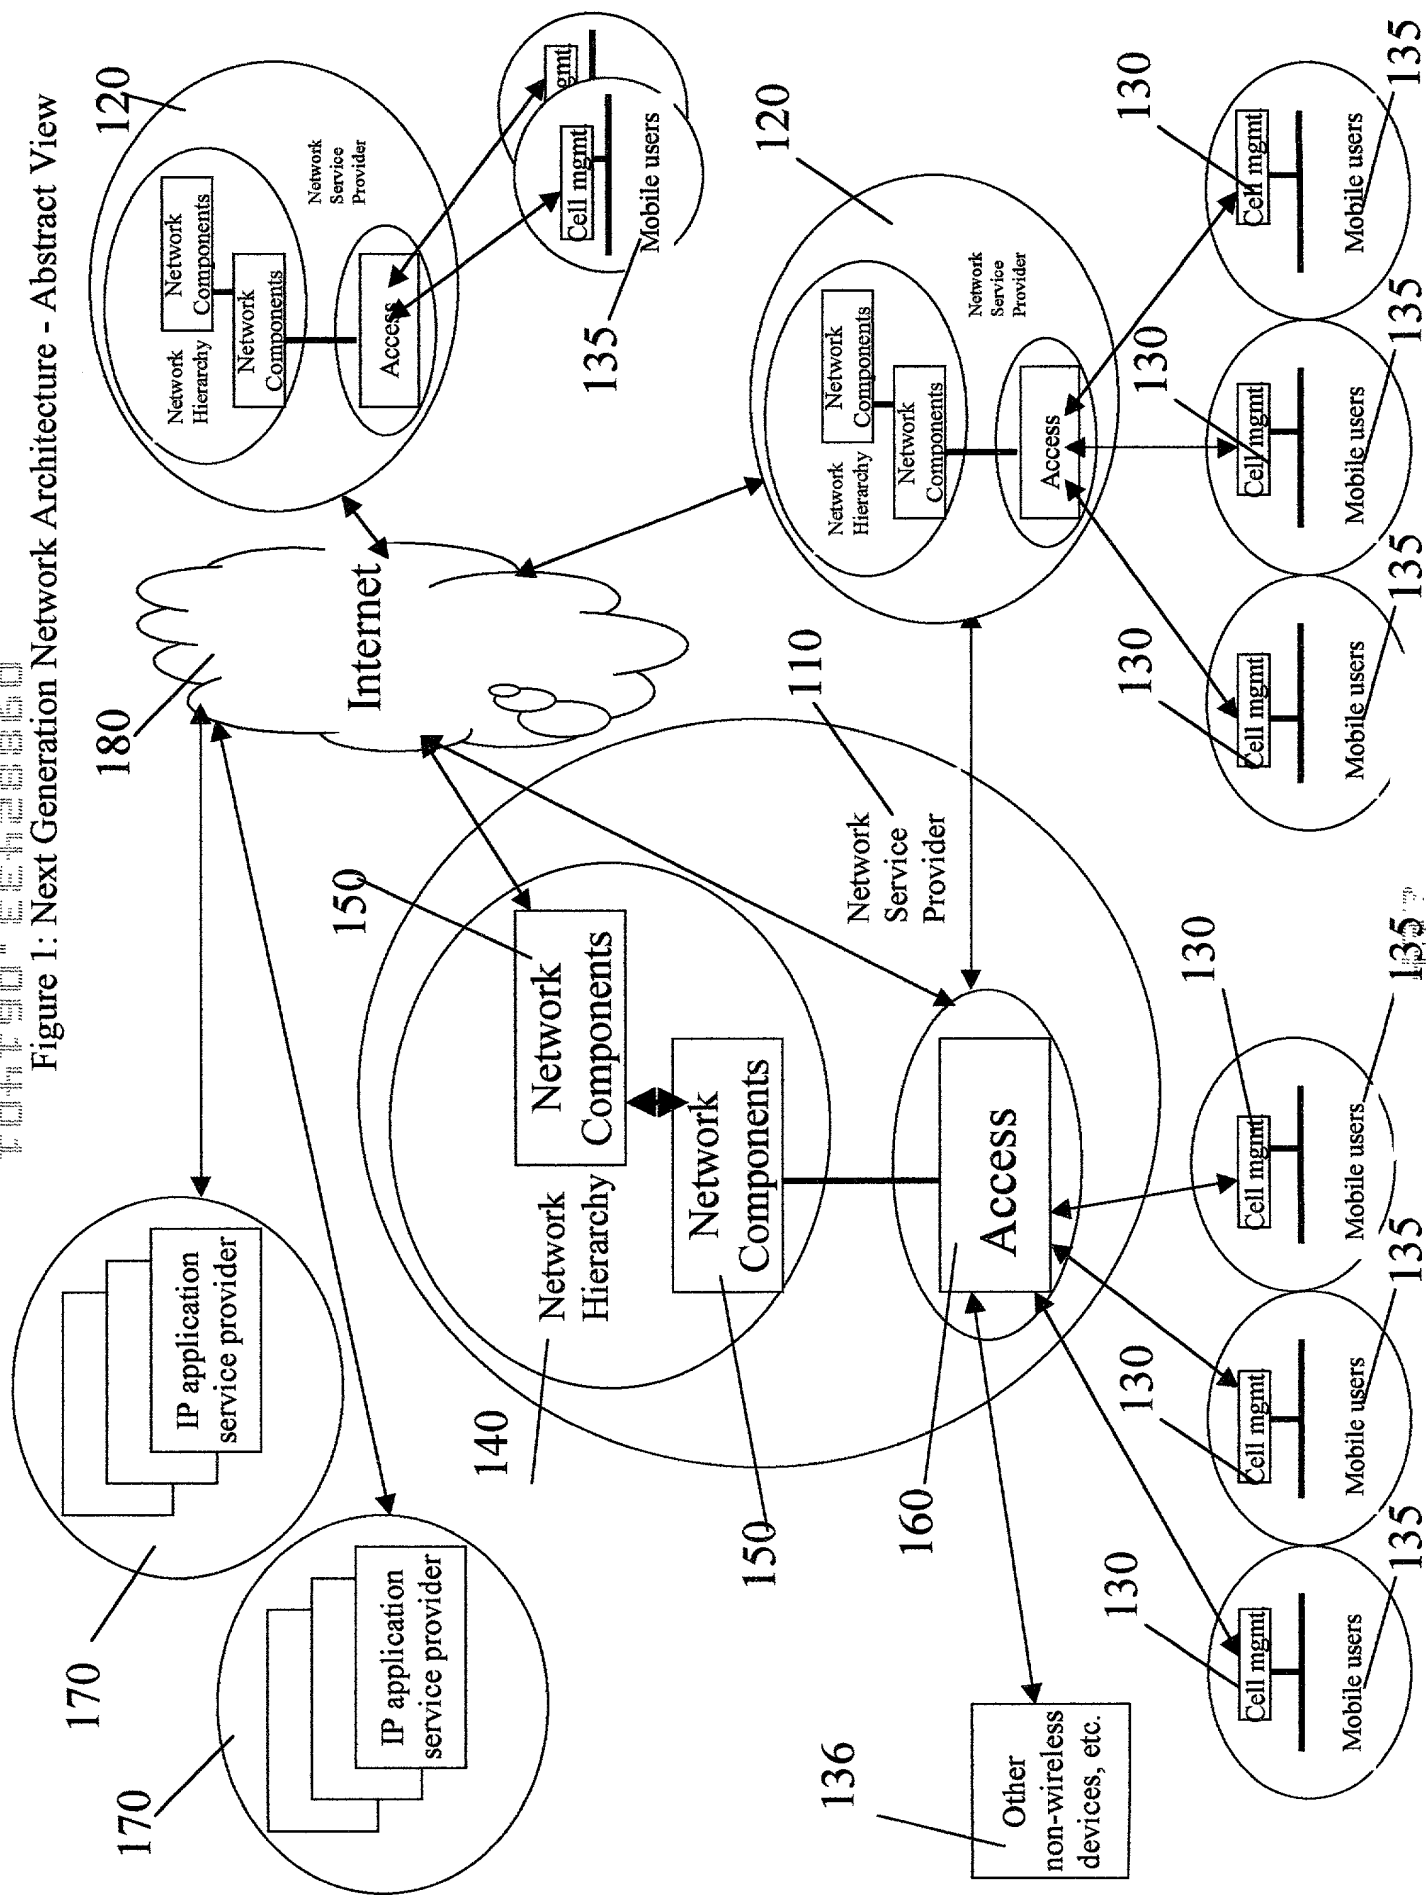 Figure 1: Next Generation Network Architecture - Abstract View
170
170
IP application
service provider
IP application
service provider
180
Internet
120
Network
Components
Network
Hierarchy
Network
Components
Network
Service
Provider
Access
mgmt
Cell mgmt
Mobile users
135
140
Network
Hierarchy
150
Network
Components
Network
Components
150
110
Network
Service
Provider
160
Access
120
Network
Components
Network
Hierarchy
Network
Components
Network
Service
Provider
Access
136
Other
non-wireless
devices, etc.
130
Cell mgmt
Mobile users
135
130
Cell mgmt
Mobile users
135
130
Cell mgmt
Mobile users
135
130
Cell mgmt
Mobile users
135
130
Cell mgmt
Mobile users
135
130
Cell mgmt
Mobile users
135